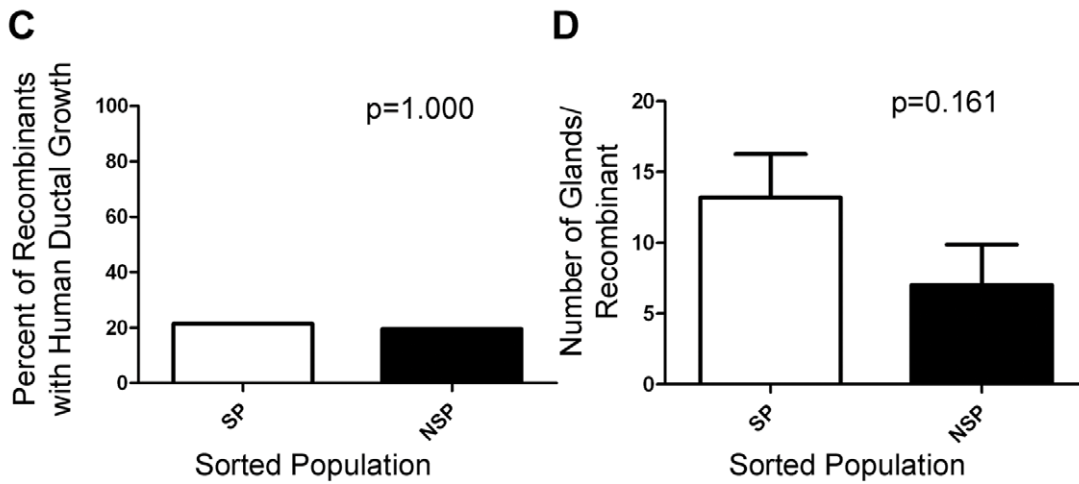 C
Percent of Recombinants
with Human Ductal Growth
100
80
60
40
20
0
p=1.000
SP
NSP
Sorted Population
D
Number of Glands/
Recombinant
20
15
10
5
0
p=0.161
SP
NSP
Sorted Population